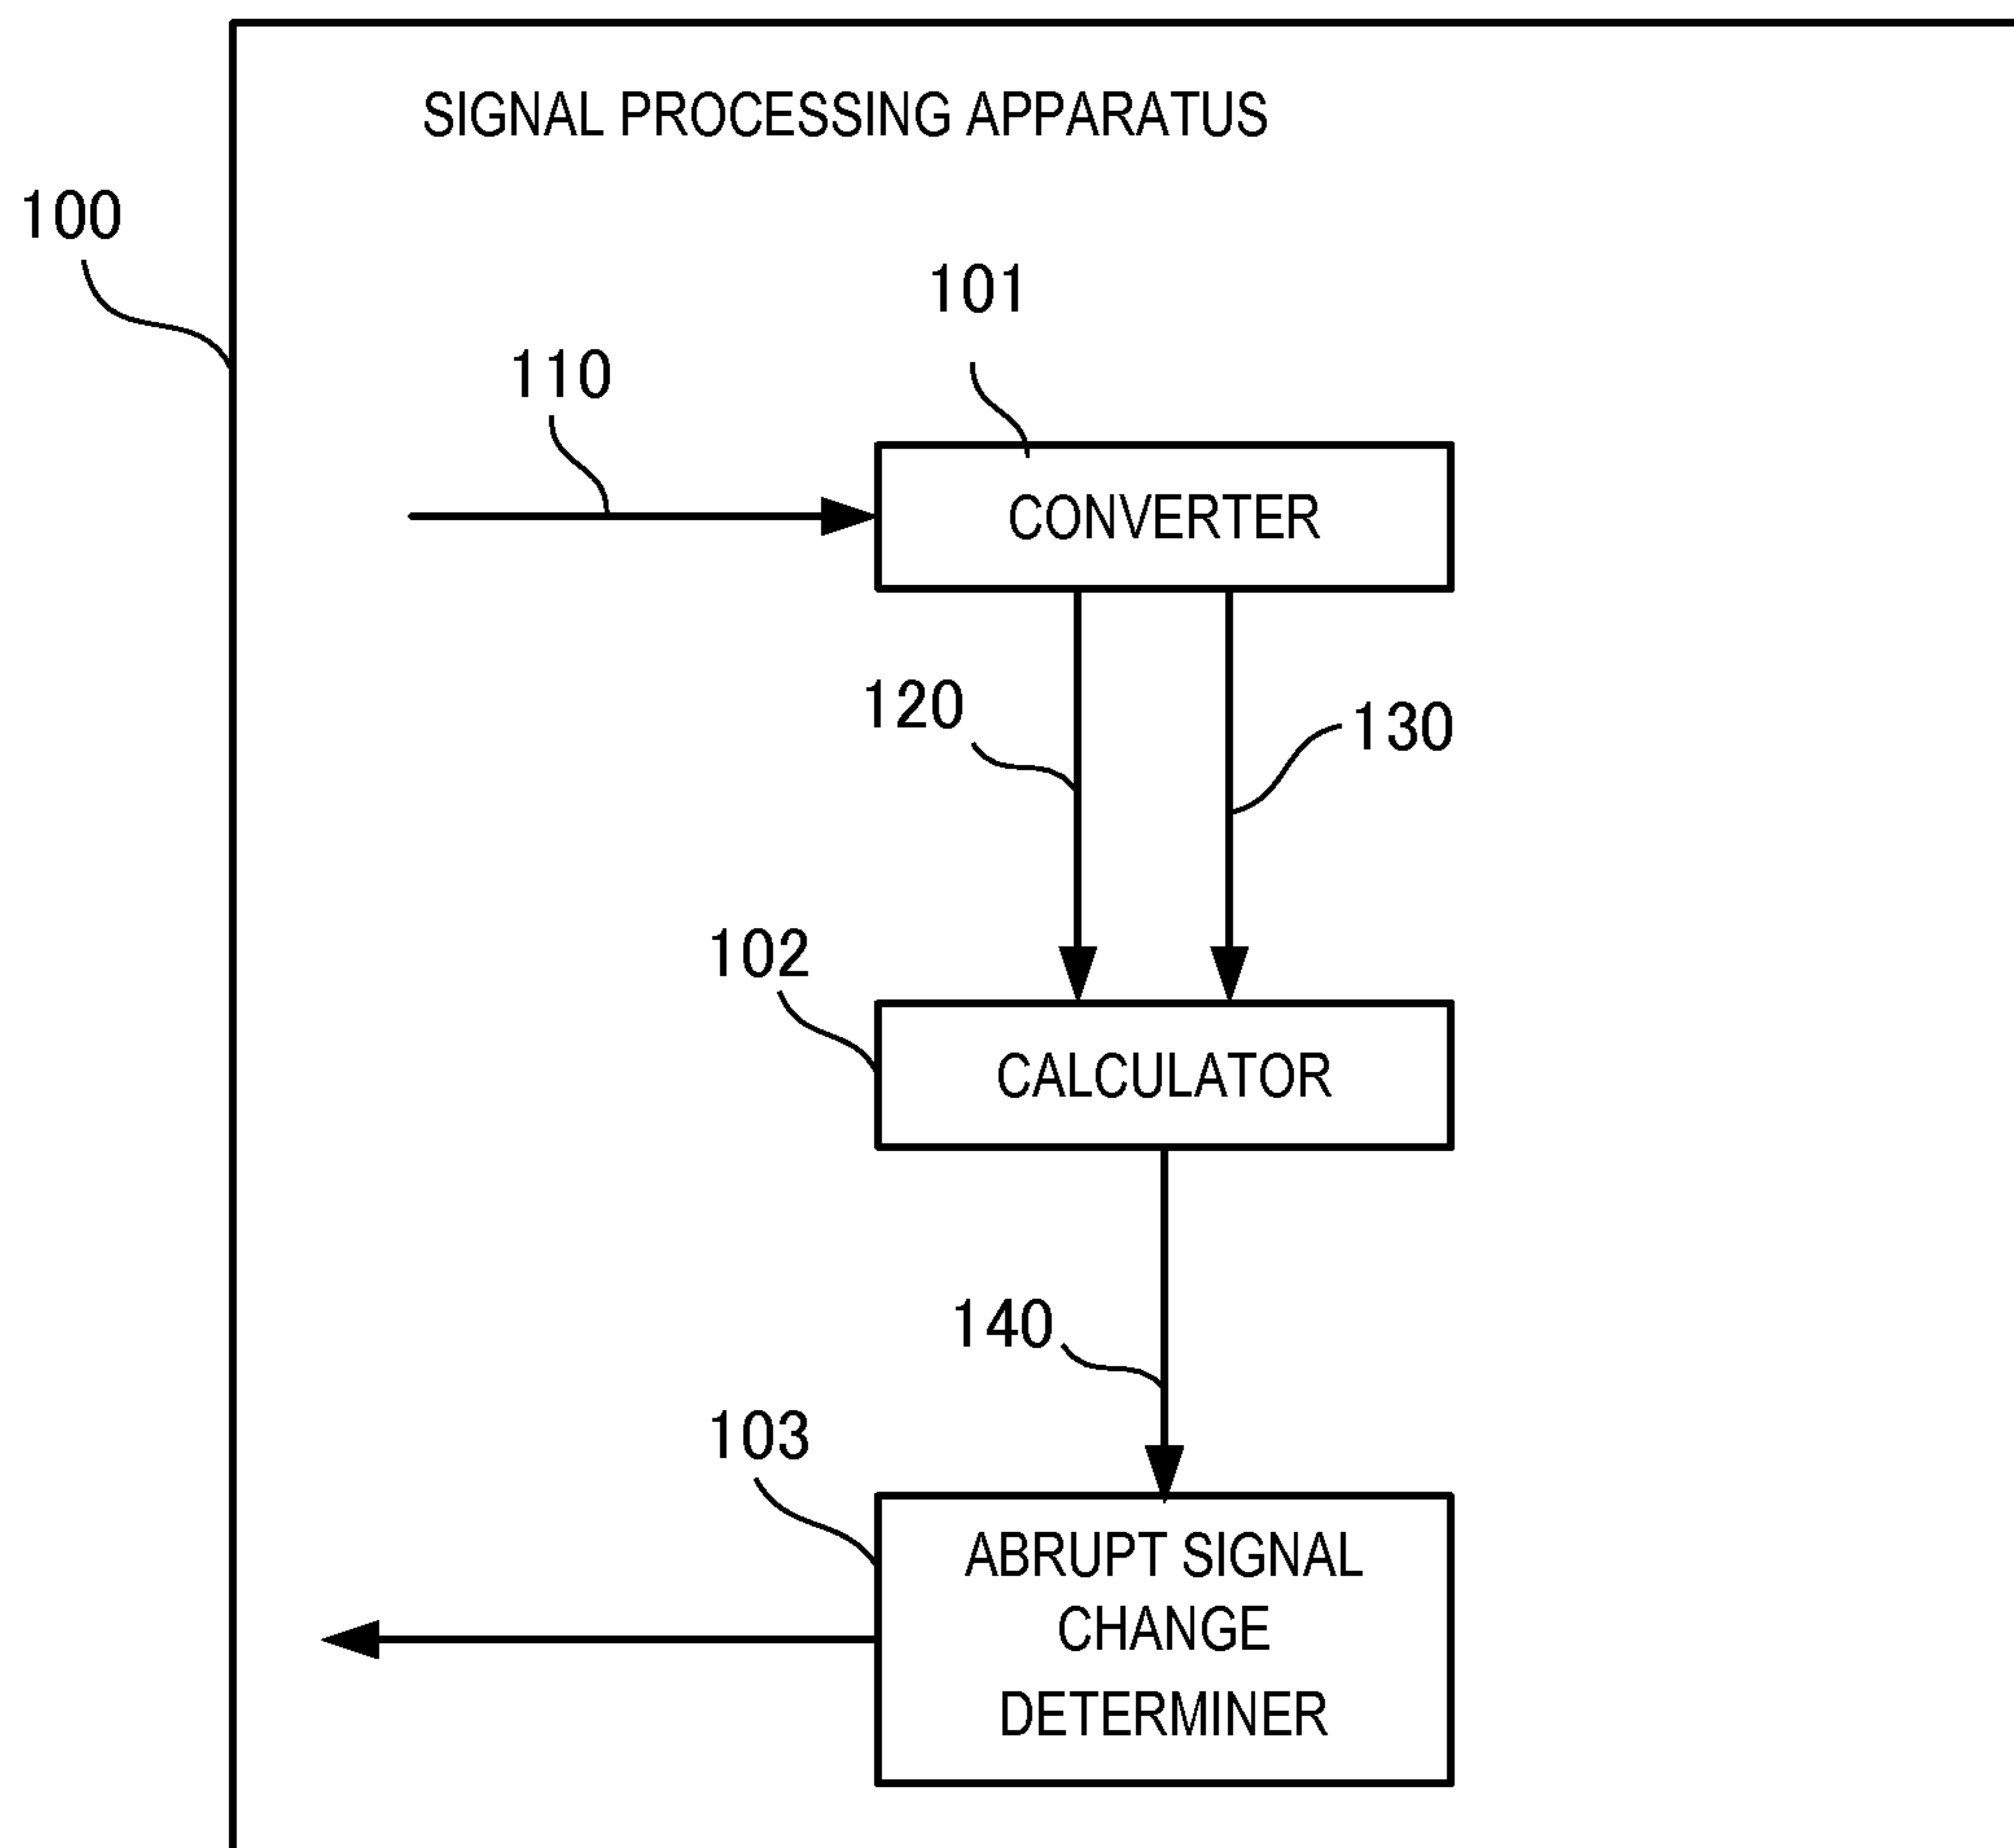 SIGNAL PROCESSING APPARATUS
100
101
110
CONVERTER
120
130
102
CALCULATOR
140
103
ABRUPT SIGNAL
CHANGE
DETERMINER